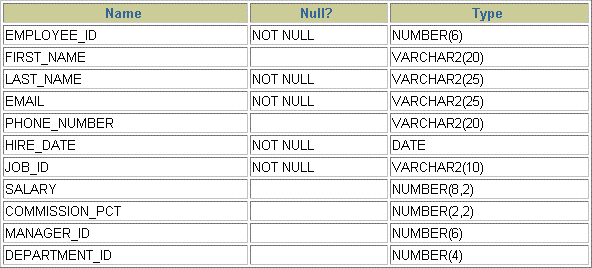 Name Null? Type
EMPLOYEE_ID NOT NULL NUMBER(6)
FIRST_NAME VARCHAR2(20)
LAST_NAME NOT NULL VARCHAR2(25)
EMAIL NOT NULL VARCHAR2(25)
PHONE_NUMBER VARCHAR2(20)
HIRE_DATE NOT NULL DATE
JOB_ID NOT NULL VARCHAR2(10)
SALARY NUMBER(8,2)
COMMISSION_PCT NUMBER(2,2)
MANAGER_ID NUMBER(6)
DEPARTMENT_ID NUMBER(4)